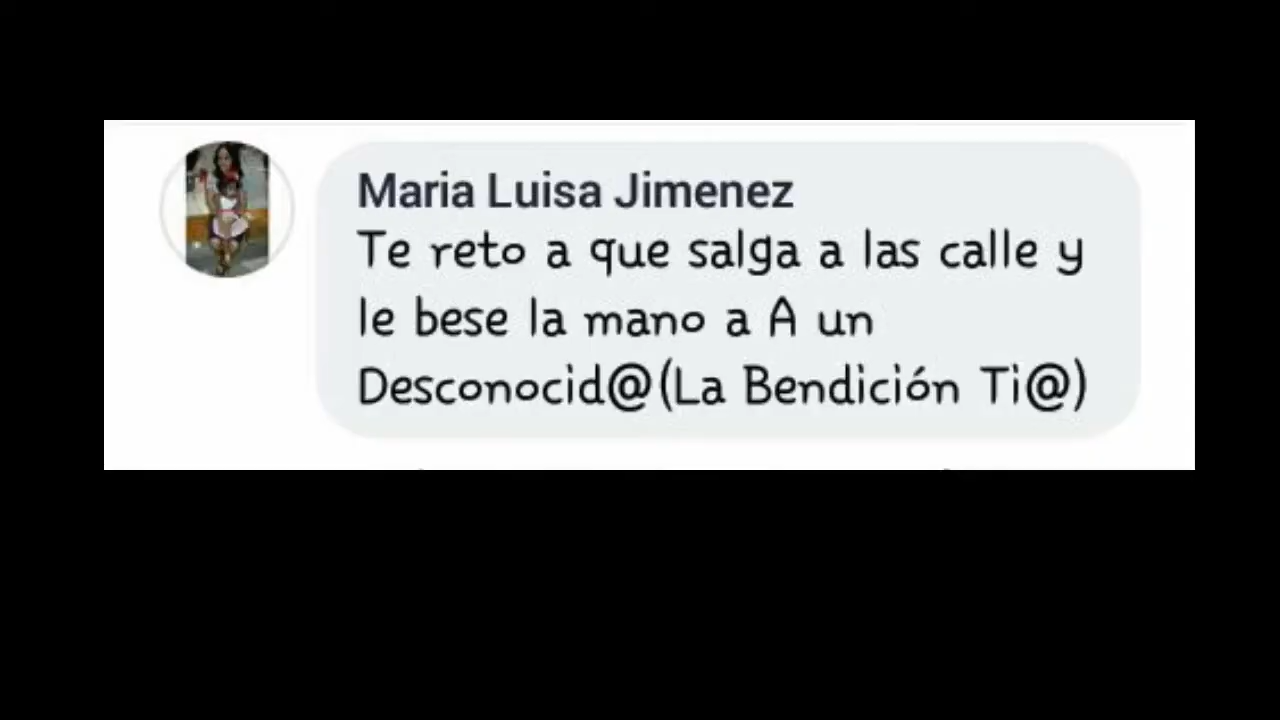 Maria Luisa Jimenez
Te reto a que salga a las calle y
le bese la mano a A un
Desconocid@(La Bendición Ti@)